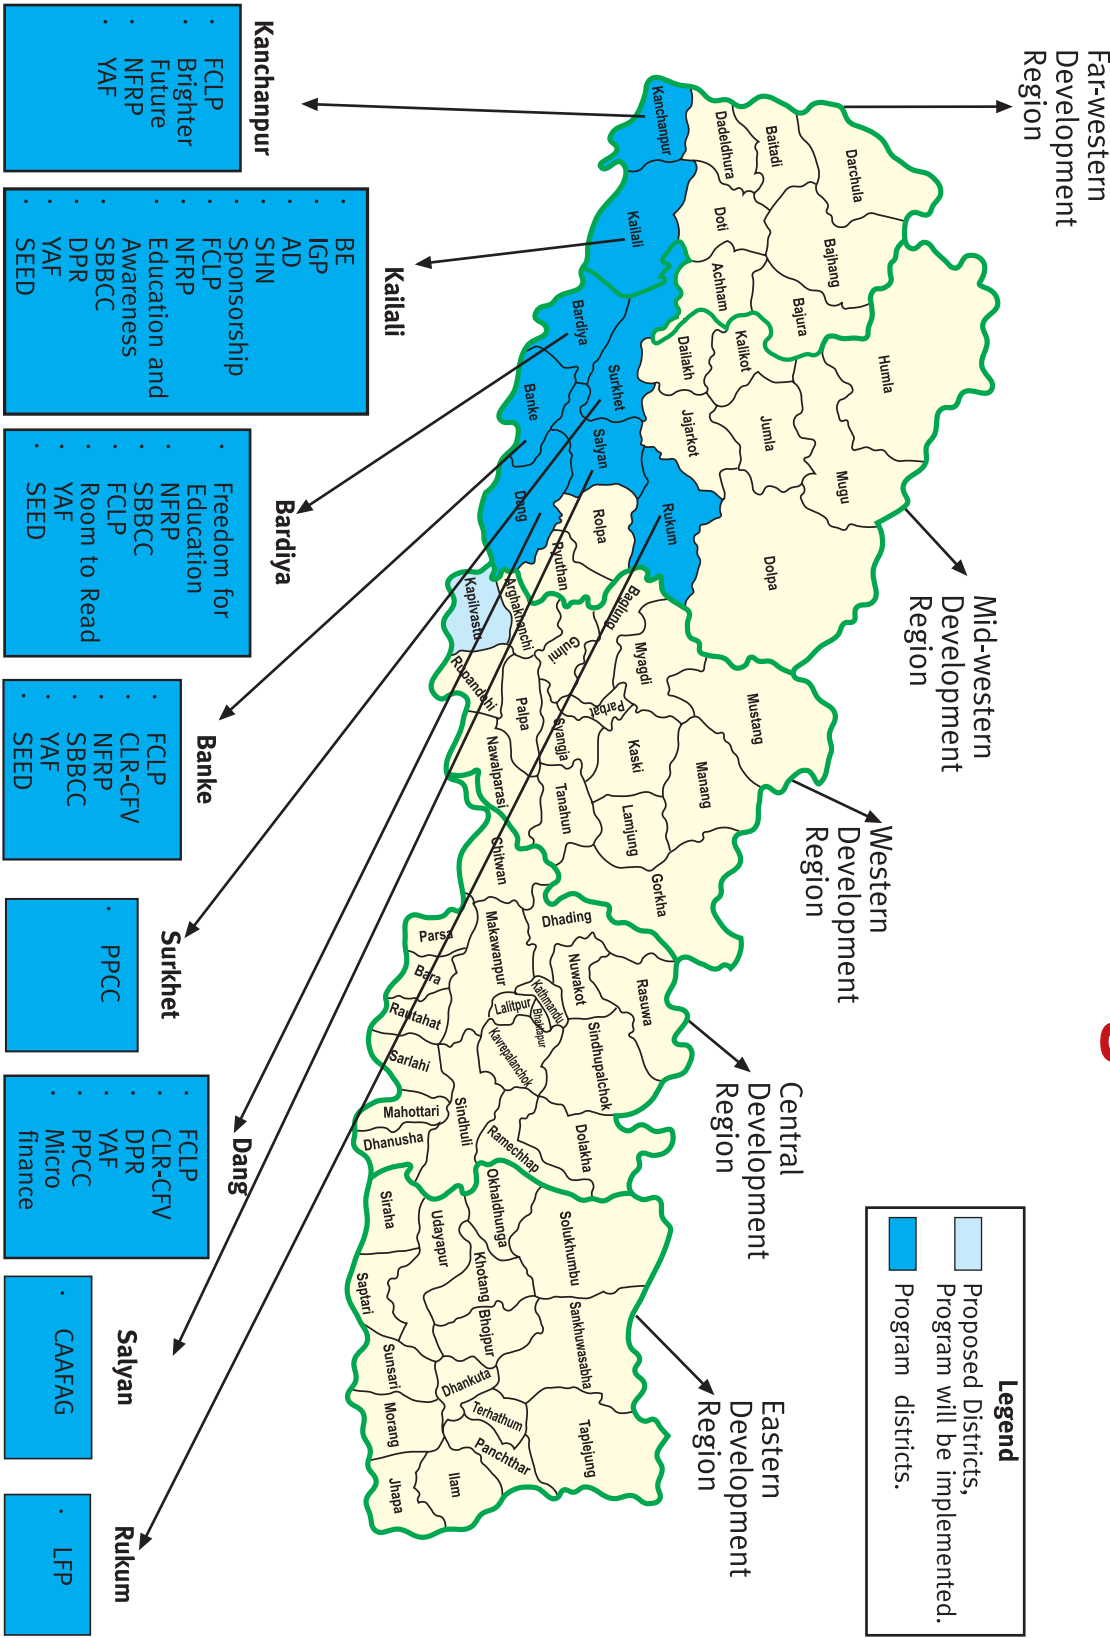 Far-western
Development
Region
Mid-western
Development
Region
Western
Development
Region
Central
Development
Region
Eastern
Development
Region
Legend
Proposed Districts,
Program will be implemented.
Program districts.
Darchula
Baitadi
Dadeldhura
Kanchanpur
Bajhang
Doti
Kailali
Bajura
Achham
Humla
Kalikot
Dailakh
Bardiya
Surkhet
Banke
Jumla
Jajarkot
Mugu
Salyan
Dang
Rukum
Rolpa
Pyuthan
Dolpa
Kapilvastu
Arghakhanchi
Gulmi
Baglung
Myagdi
Mustang
Rupandehi
Palpa
Syangja
Parbat
Kaski
Manang
Nawalparasi
Tanahun
Lamjung
Gorkha
Chitwan
Makawanpur
Dhading
Nuwakot
Rasuwa
Parsa
Bara
Rautahat
Sarlahi
Mahottari
Dhanusha
Lalitpur
Kathmandu
Bhaktapur
Kavrepalanchok
Sindhupalchok
Sindhuli
Ramechhap
Dolakha
Siraha
Saptari
Udayapur
Okhaldhunga
Khotang
Solukhumbu
Bhojpur
Sankhuwasabha
Sunsari
Morang
Dhankuta
Terhathum
Panchthar
Taplejung
Ilam
Jhapa
Kanchanpur
· FCLP
· Brighter
Future
· NFRP
· YAF
Kailali
· BE
· IGP
· AD
· SHN
· Sponsorship
· FCLP
· NFRP
· Education and
Awareness
· SBBCC
· DPR
· YAF
· SEED
Bardiya
· Freedom for
Education
· NFRP
· SBBCC
· FCLP
· Room to Read
· YAF
· SEED
Banke
· FCLP
· CLR-CFV
· NFRP
· SBBCC
· YAF
· SEED
Surkhet
· PPCC
Dang
· FCLP
· CLR-CFV
· DPR
· YAF
· PPCC
· Micro
finance
Salyan
· CAAFAG
Rukum
· LFP